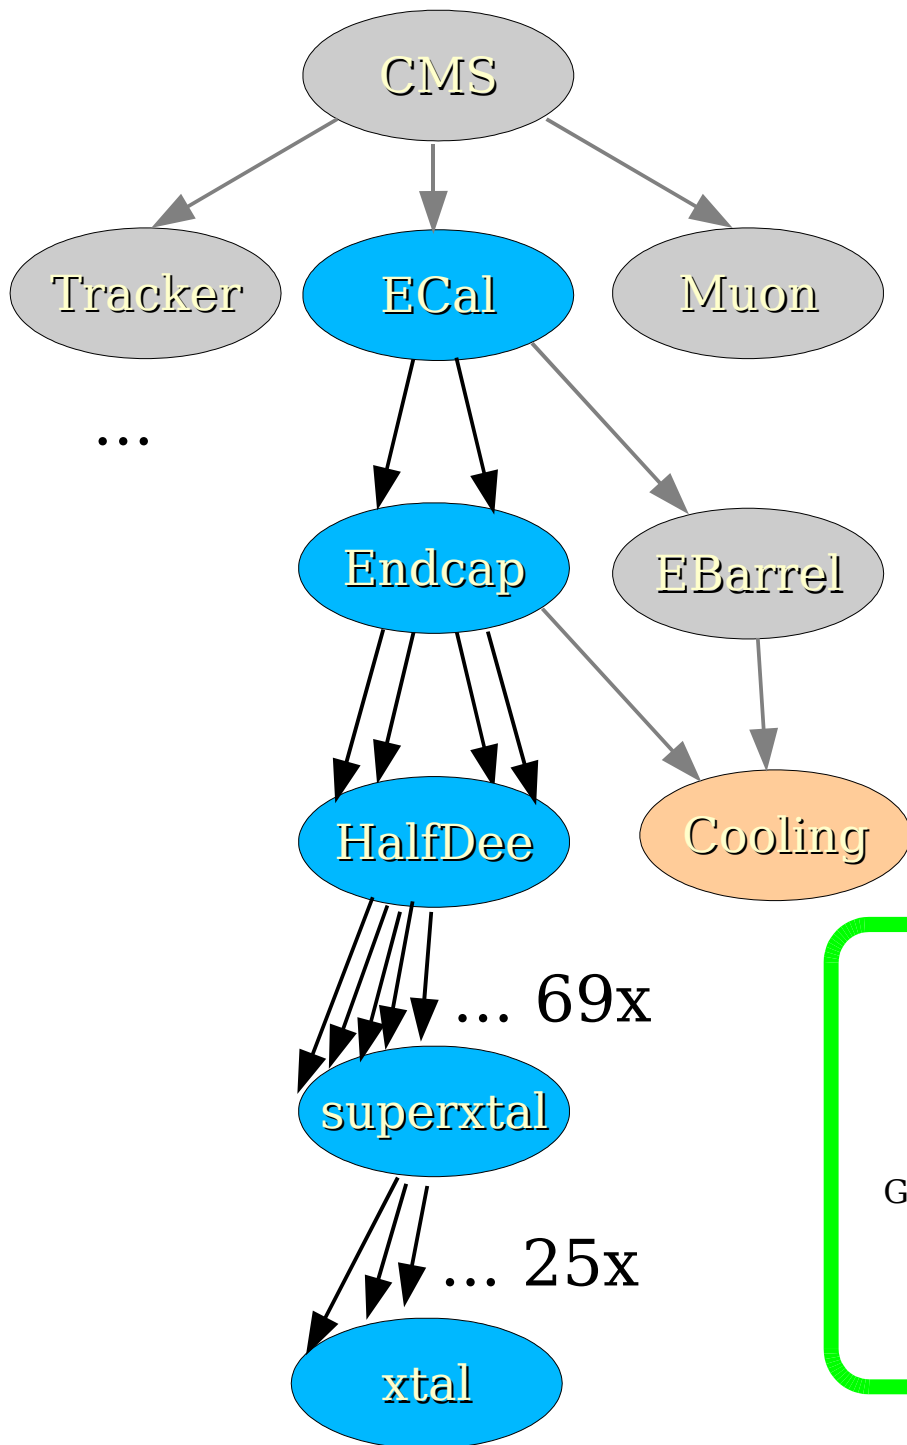 CMS
Tracker
ECal
Muon
...
Endcap
EBarrel
HalfDee
Cooling
... 69x
superxtal
G
... 25x
xtal